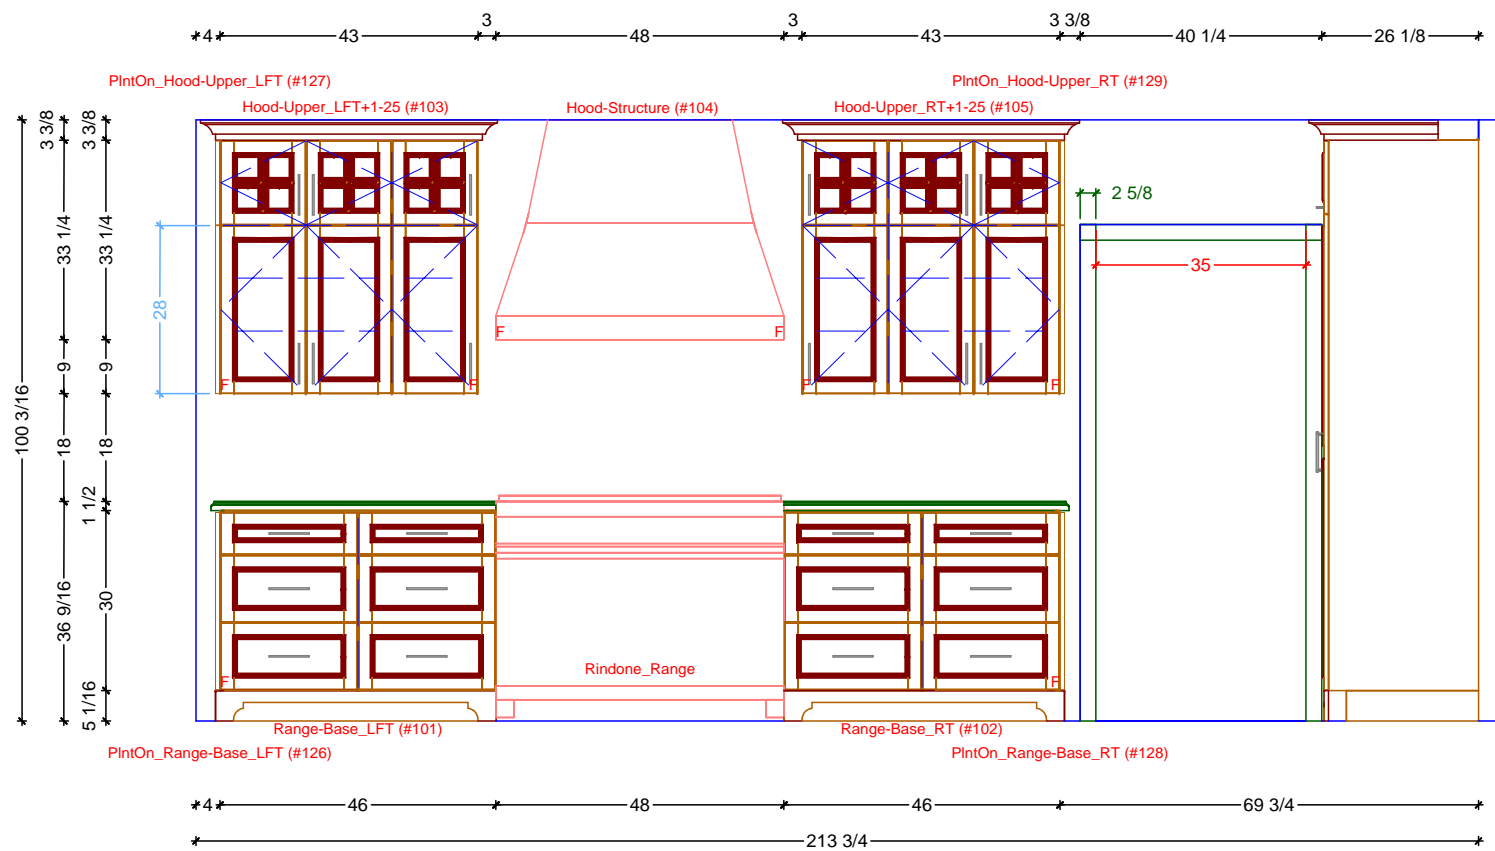 3 3 3 3/8
4 43 48 43 40 1/4 26 1/8
PlntOn_Hood-Upper_LFT (#127) PlntOn_Hood-Upper_RT (#129)
Hood-Upper_LFT+1-25 (#103) Hood-Structure (#104) Hood-Upper_RT+1-25 (#105)
3 3/8 3 3/8
2 5/8
33 1/4 33 1/4
35
28
F F
9 9
F F F F
100 3/16
18 18
1 1/2
36 9/16 30
Rindone_Range
F F
5 1/16
Range-Base_LFT (#101) Range-Base_RT (#102)
PlntOn_Range-Base_LFT (#126) PlntOn_Range-Base_RT (#128)
4 46 48 46 69 3/4
213 3/4